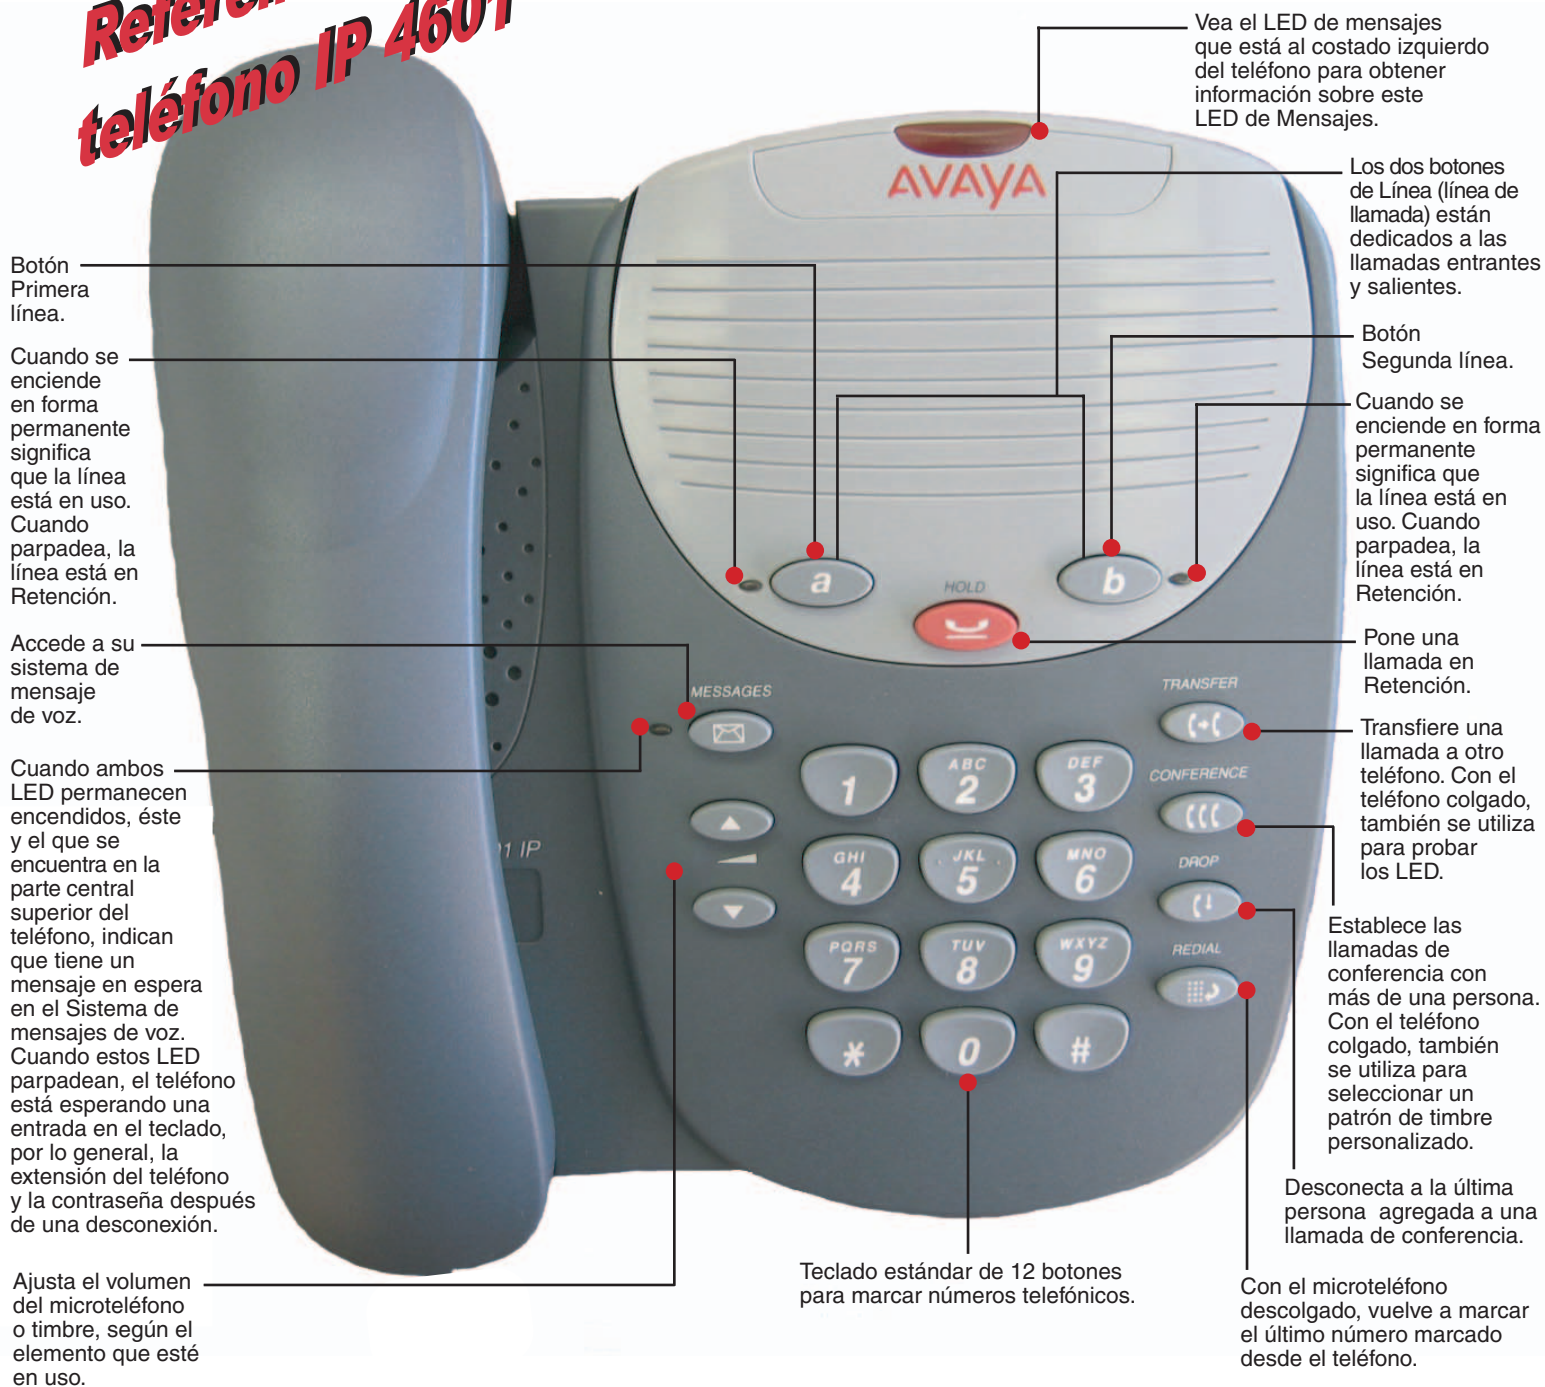 teléfono IP 4601
Vea el LED de mensajes
que está al costado izquierdo
del teléfono para obtener
información sobre este
LED de Mensajes.
AVAYA
Los dos botones
de Línea (línea de
llamada) están
dedicados a las
llamadas entrantes
y salientes.
Botón
Primera
línea.
Botón
Segunda línea.
Cuando se
enciende
en forma
permanente
significa
que la línea
está en uso.
Cuando
parpadea, la
línea está en
Retención.
Cuando se
enciende en forma
permanente
significa que
la línea está en
uso. Cuando
parpadea, la
línea está en
Retención.
a
HOLD
b
Accede a su
sistema de
mensaje
de voz.
Pone una
llamada en
Retención.
MESSAGES
TRANSFER
Transfiere una
llamada a otro
teléfono. Con el
teléfono colgado,
también se utiliza
para probar
los LED.
Cuando ambos
LED permanecen
encendidos, éste
y el que se
encuentra en la
parte central
superior del
teléfono, indican
que tiene un
mensaje en espera
en el Sistema de
mensajes de voz.
Cuando estos LED
parpadean, el teléfono
está esperando una
entrada en el teclado,
por lo general, la
extensión del teléfono
y la contraseña después
de una desconexión.
1
ABC
2
DEF
3
CONFERENCE
01 IP
GHI
4
JKL
5
MNO
6
DROP
PQRS
7
TUV
8
WXYZ
9
REDIAL
*
0
#
Establece las
llamadas de
conferencia con
más de una persona.
Con el teléfono
colgado, también
se utiliza para
seleccionar un
patrón de timbre
personalizado.
Desconecta a la última
persona agregada a una
llamada de conferencia.
Ajusta el volumen
del microteléfono
o timbre, según el
elemento que esté
en uso.
Teclado estándar de 12 botones
para marcar números telefónicos.
Con el microteléfono
descolgado, vuelve a marcar
el último número marcado
desde el teléfono.